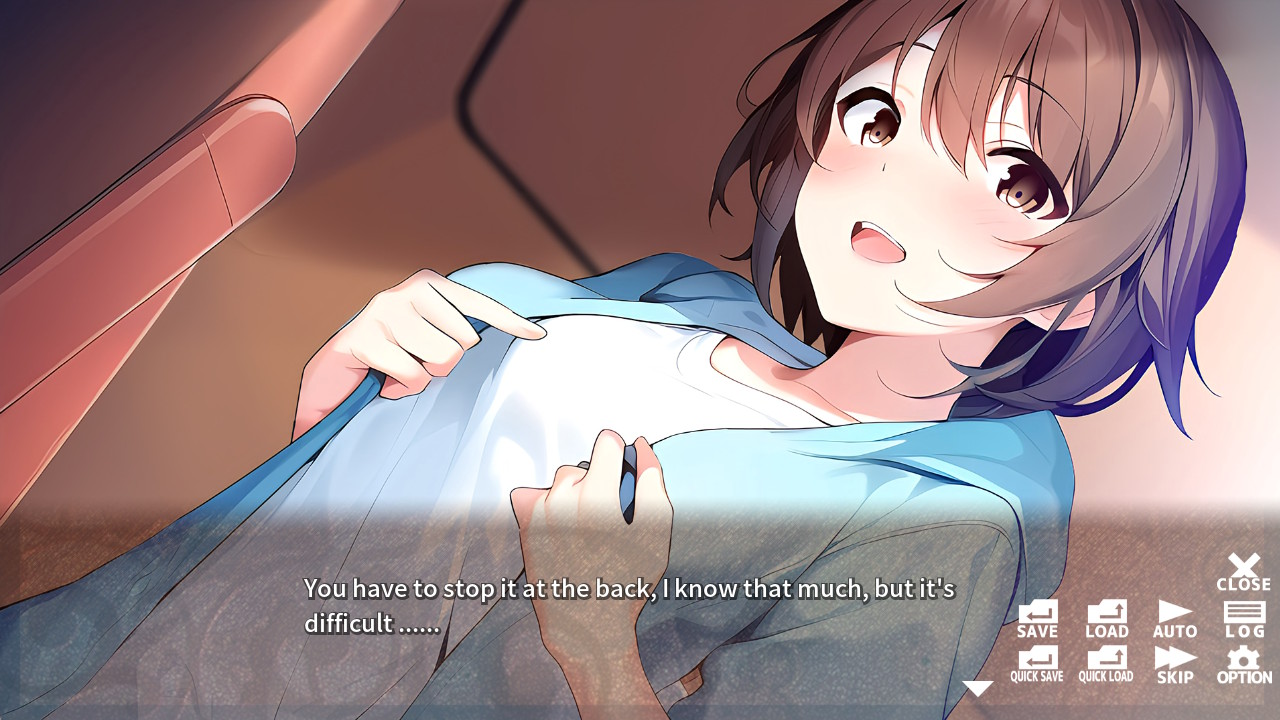 You have to stop it at the back, I know that much, but it's
difficult ......
CLOSE
SAVE
LOAD
AUTO
LOG
QUICK SAVE
QUICK LOAD
SKIP
OPTION